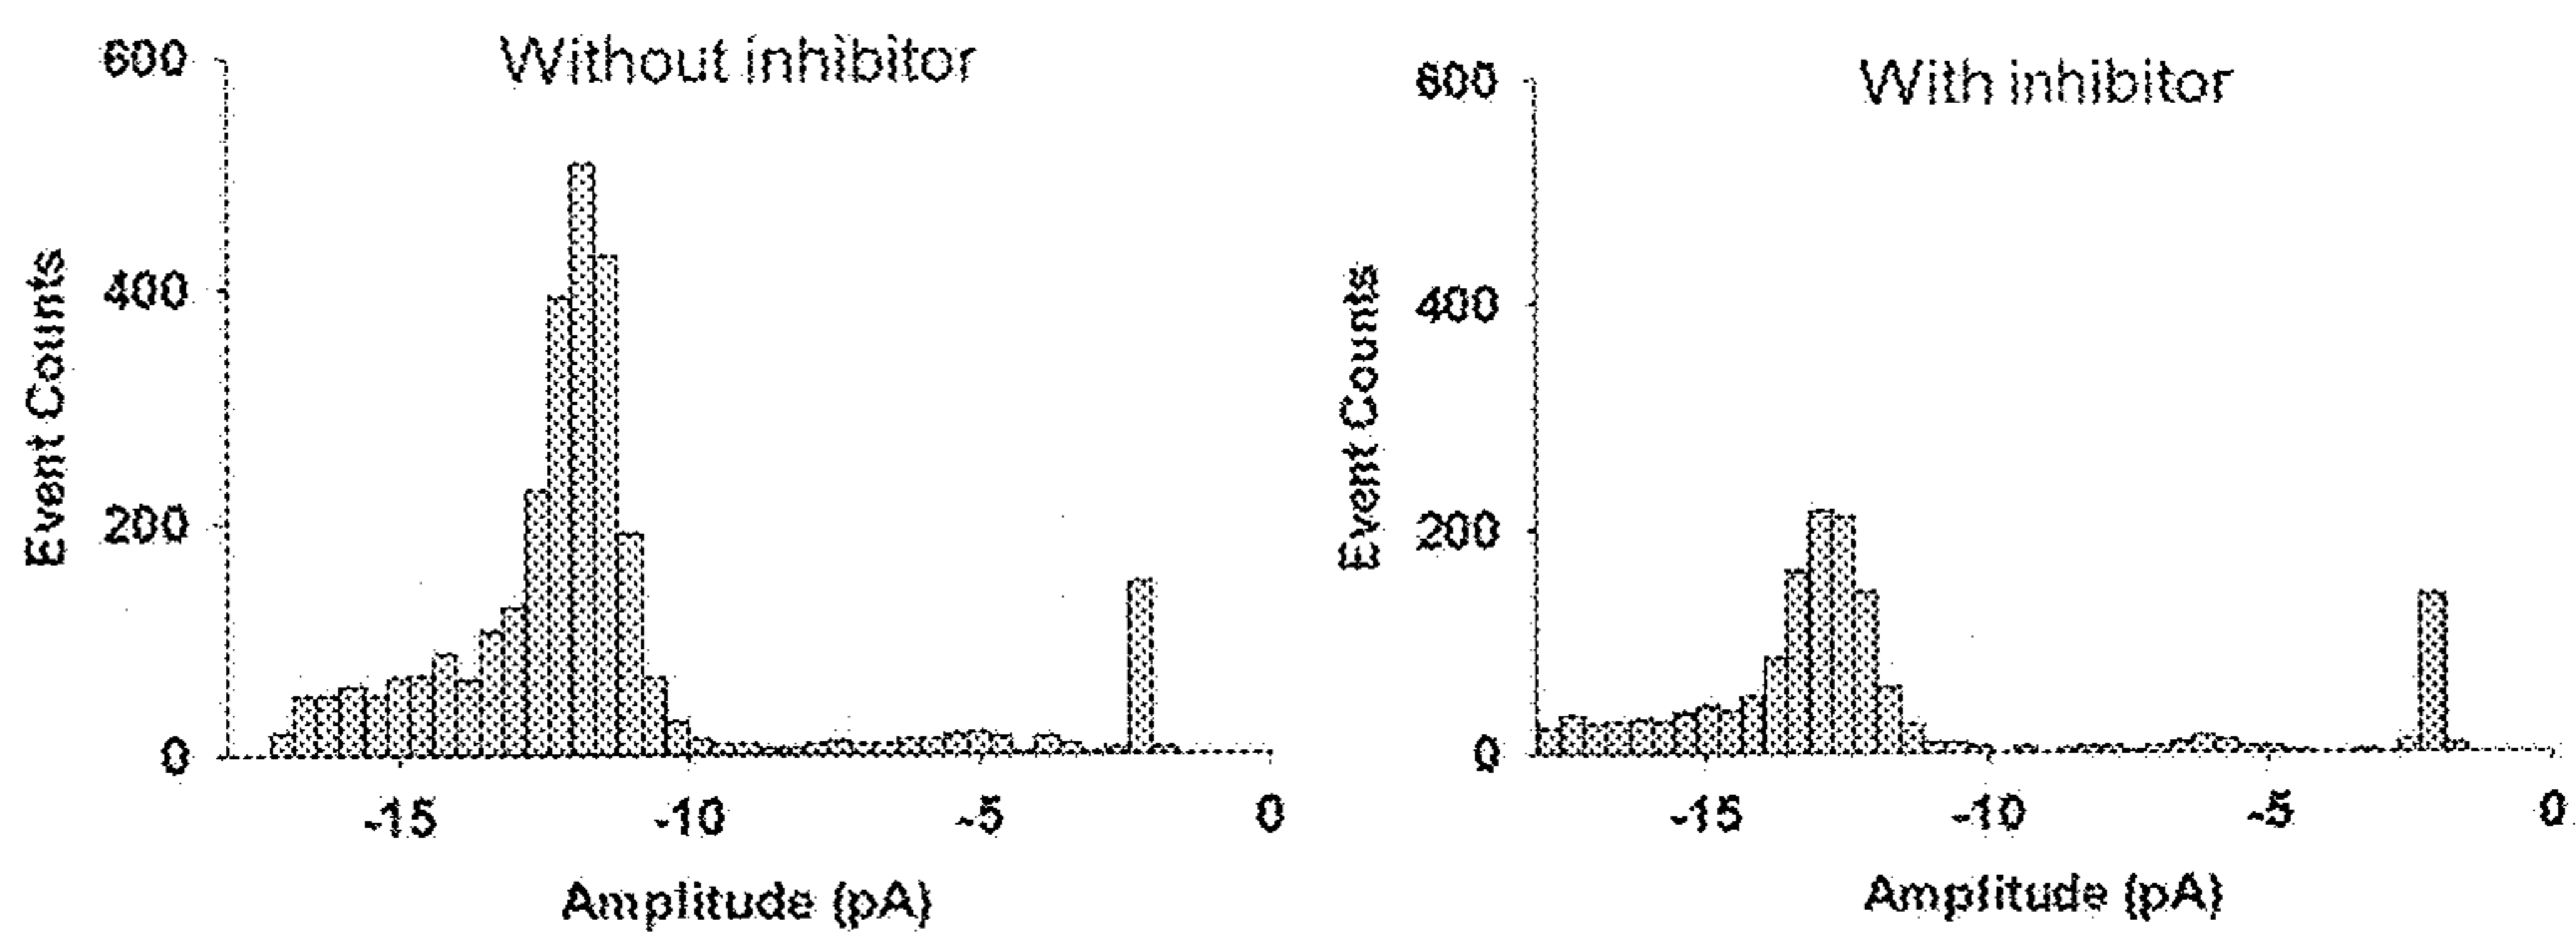 Without inhibitor
600
400
200
0
Event Counts
-15 -10 -5 0
Amplitude (pA)
With inhibitor
600
400
200
0
Event Counts
-15 -10 -5 0
Amplitude (pA)